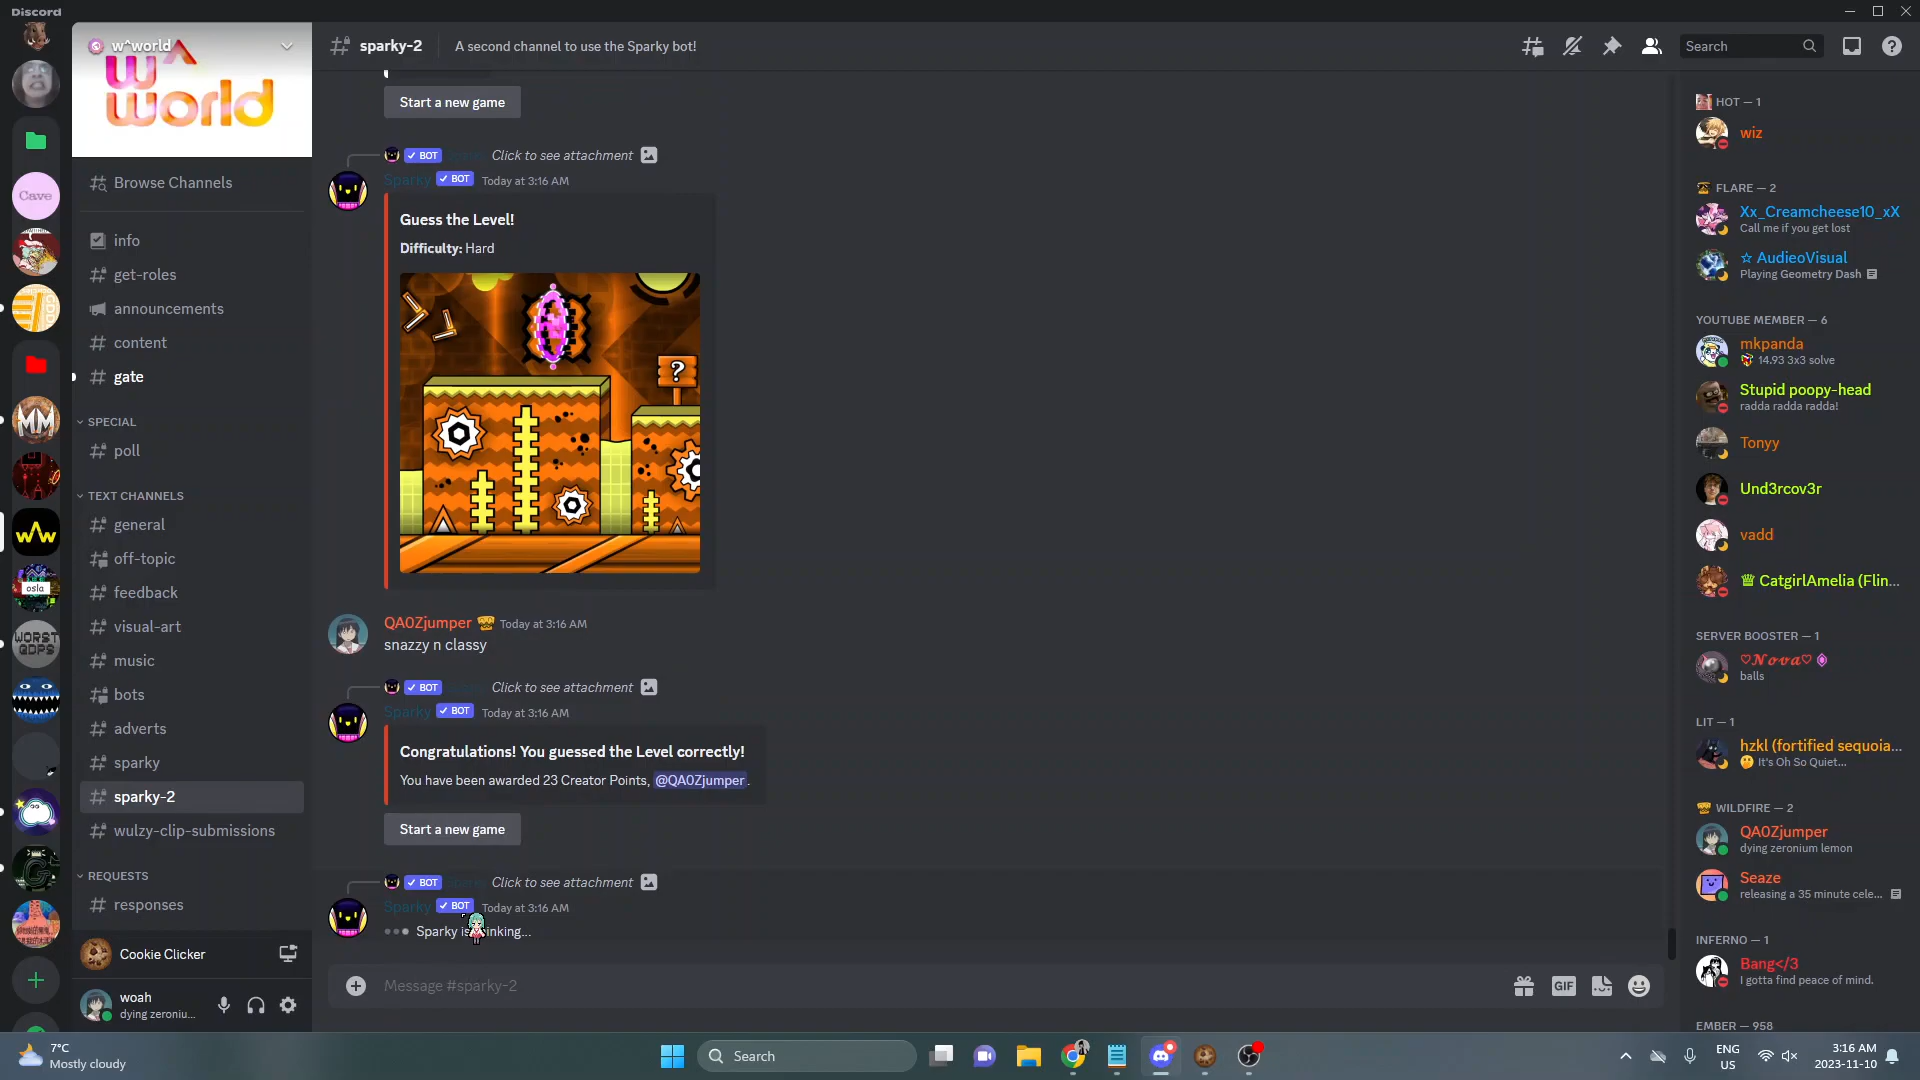 Discord
w^world
w^
world
Browse Channels
info
get-roles
announcements
content
gate
SPECIAL
poll
TEXT CHANNELS
general
off-topic
feedback
visual-art
music
bots
adverts
sparky
sparky-2
wulzy-clip-submissions
REQUESTS
responses
Cookie Clicker
woah
dying zeroniu...
Cave
GDD
MM
osla
WORST
GDPS
sparky-2
A second channel to use the Sparky bot!
Search
Start a new game
BOT
Click to see attachment
Sparky BOT Today at 3:16 AM
Guess the Level!
Difficulty: Hard
?
QA0Zjumper Today at 3:16 AM
snazzy n classy
BOT
Click to see attachment
Sparky BOT Today at 3:16 AM
Congratulations! You guessed the Level correctly!
You have been awarded 23 Creator Points, @QA0Zjumper.
Start a new game
BOT
Click to see attachment
Sparky BOT Today at 3:16 AM
Sparky is inking...
Message #sparky-2
GIF
HOT — 1
wiz
FLARE — 2
Xx_Creamcheese10_xX
Call me if you get lost
☆ AudieoVisual
Playing Geometry Dash
YOUTUBE MEMBER — 6
mkpanda
14.93 3x3 solve
Stupid poopy-head
radda radda radda!
Tonyy
Und3rcov3r
vadd
♕ CatgirlAmelia (Flin...
SERVER BOOSTER — 1
♡𝓝𝓸𝓿𝓪♡
balls
LIT — 1
hzkl (fortified sequoia...
It's Oh So Quiet...
WILDFIRE — 2
QA0Zjumper
dying zeronium lemon
Seaze
releasing a 35 minute cele...
INFERNO — 1
Bang</3
I gotta find peace of mind.
EMBER — 958
7°C
Mostly cloudy
Search
ENG
US
3:16 AM
2023-11-10